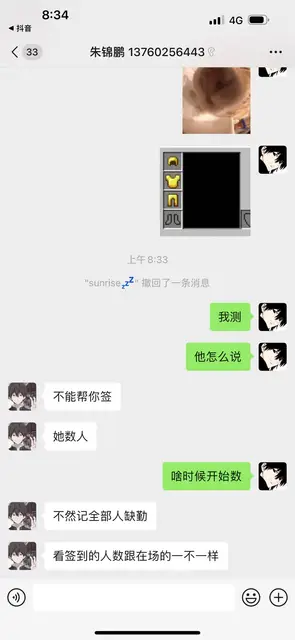 8:34
4G
抖音
33
朱锦鹏 13760256443
上午 8:33
"sunrise💤" 撤回了一条消息
我测
他怎么说
不能帮你签
她数人
啥时候开始数
不然记全部人缺勤
看签到的人数跟在场的一不一样